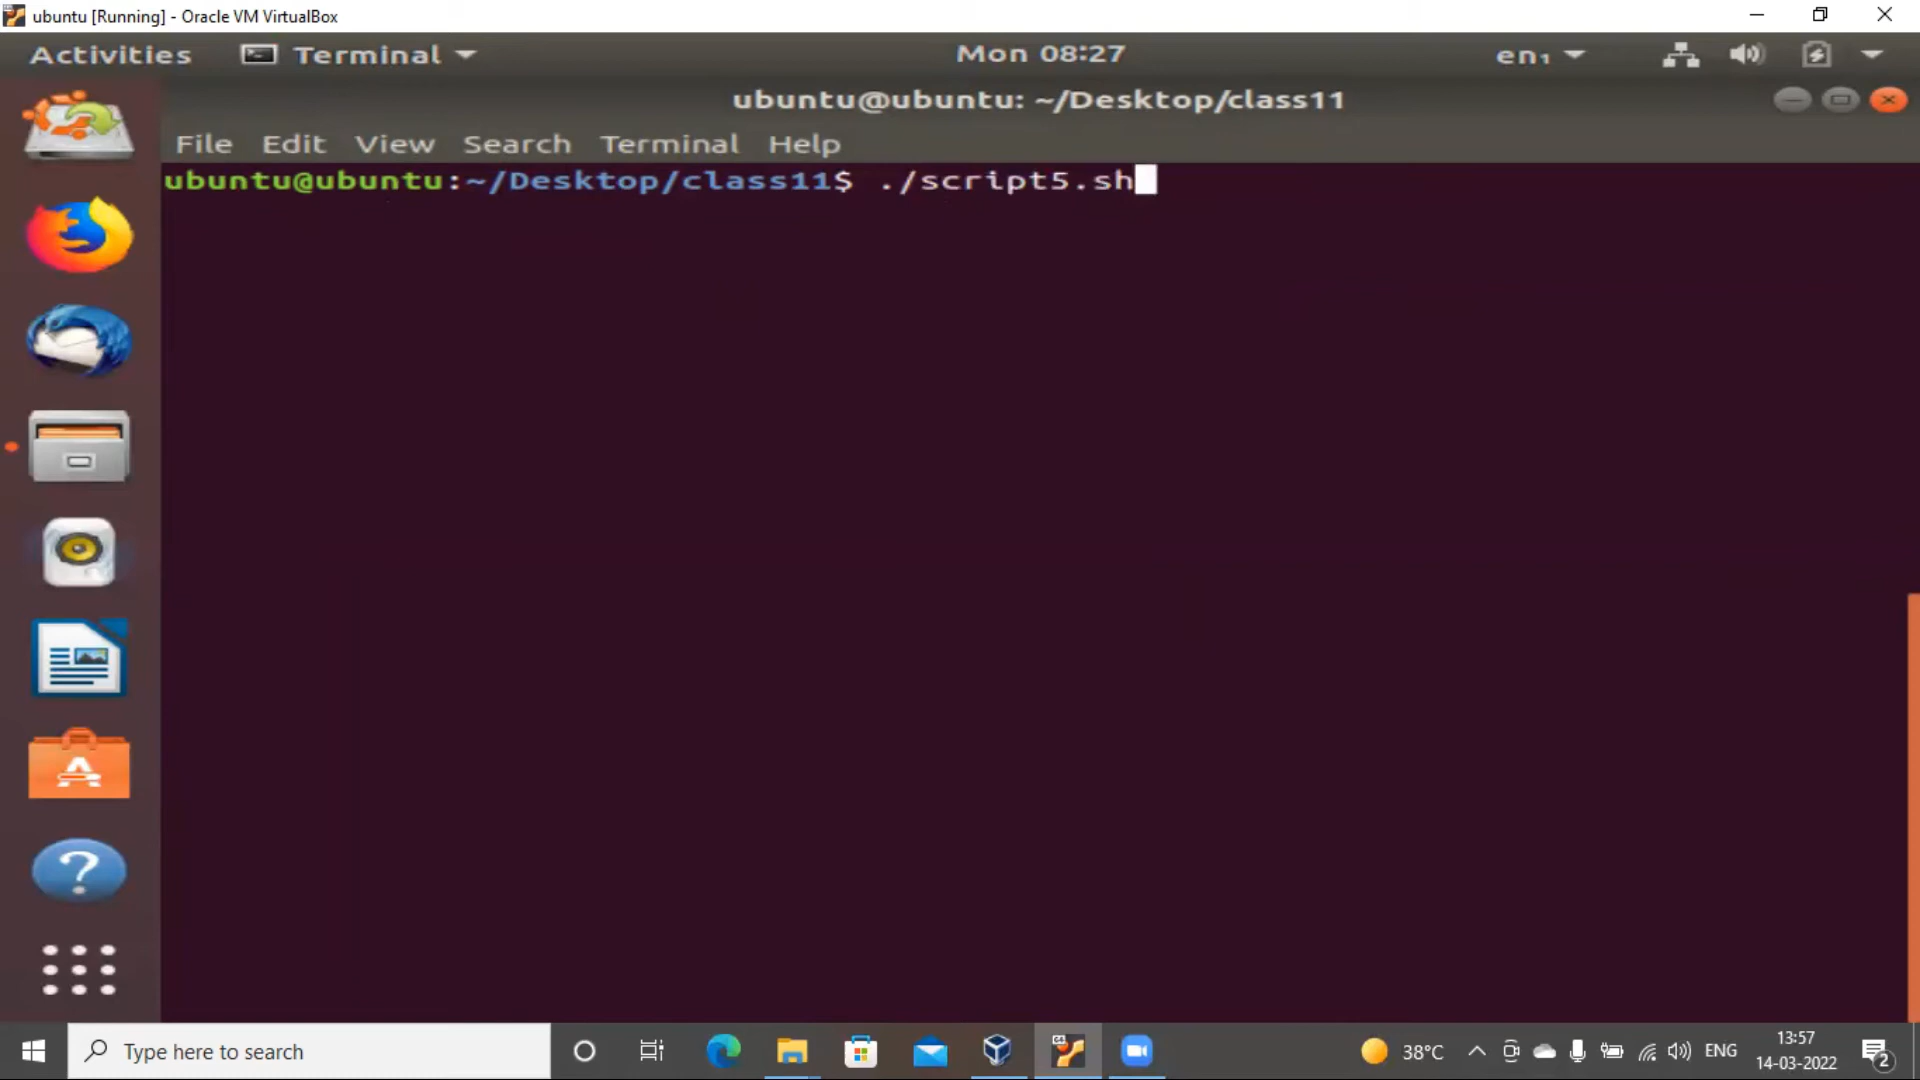 ubuntu [Running] - Oracle VM VirtualBox
Activities Terminal Mon 08:27 en₁
ubuntu@ubuntu: ~/Desktop/class11
File Edit View Search Terminal Help
ubuntu@ubuntu:~/Desktop/class11$ ./script5.sh
Type here to search
38°C
ENG
13:57
14-03-2022
2